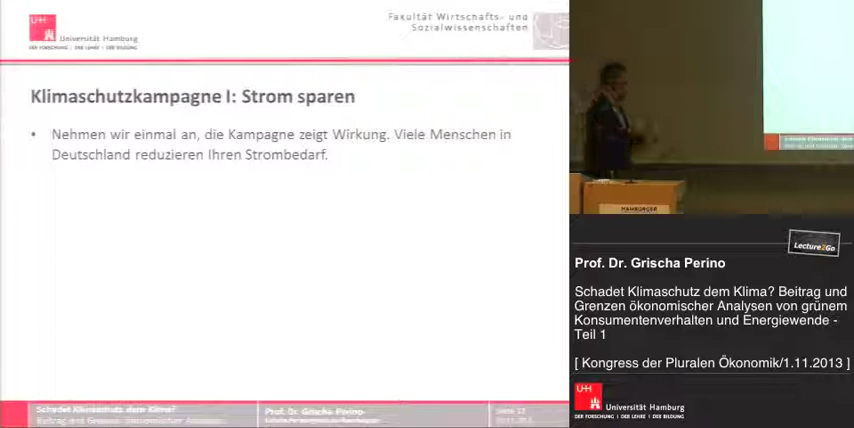 UH
Universität Hamburg
DER FORSCHUNG | DER LEHRE | DER BILDUNG
Fakultät Wirtschafts- und
Sozialwissenschaften
Klimaschutzkampagne I: Strom sparen
• Nehmen wir einmal an, die Kampagne zeigt Wirkung. Viele Menschen in
Deutschland reduzieren Ihren Strombedarf.
Schadet Klimaschutz dem Klima?
Prof. Dr. Grischa Perino
HAMBURGER
Lecture2Go
Prof. Dr. Grischa Perino
Schadet Klimaschutz dem Klima? Beitrag und
Grenzen ökonomischer Analysen von grünem
Konsumentenverhalten und Energiewende -
Teil 1
[ Kongress der Pluralen Ökonomik/1.11.2013 ]
UH
Universität Hamburg
DER FORSCHUNG | DER LEHRE | DER BILDUNG